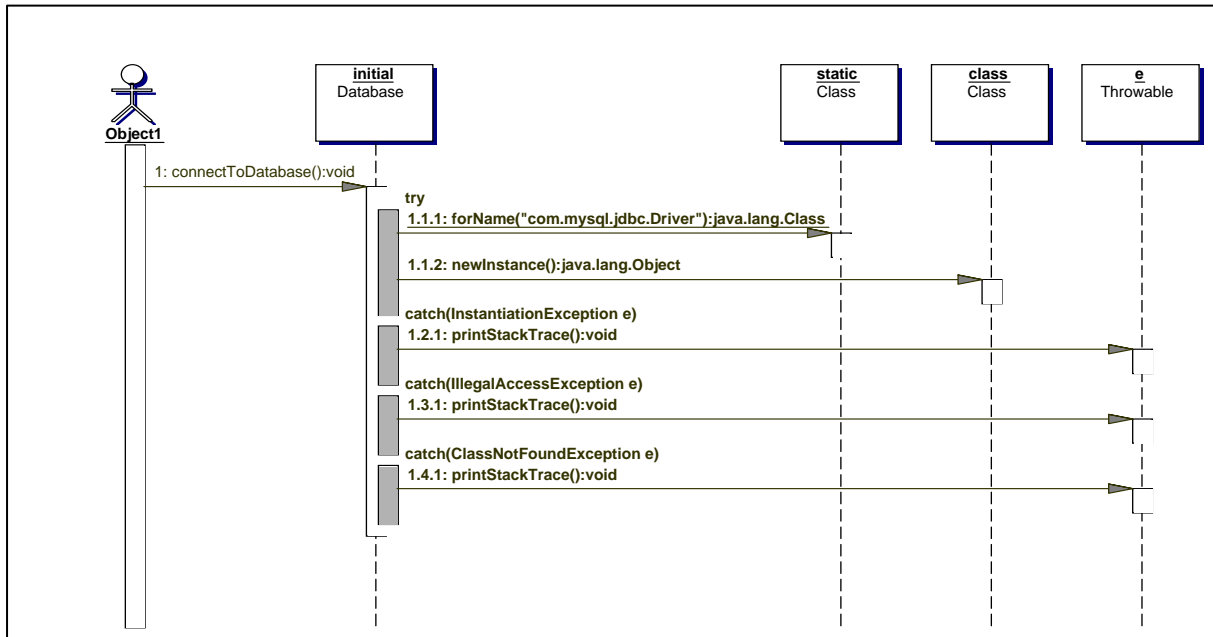 initial
Database
static
Class
class
Class
e
Throwable
Object1
1: connectToDatabase():void
try
1.1.1: forName("com.mysql.jdbc.Driver"):java.lang.Class
1.1.2: newInstance():java.lang.Object
catch(InstantiationException e)
1.2.1: printStackTrace():void
catch(IllegalAccessException e)
1.3.1: printStackTrace():void
catch(ClassNotFoundException e)
1.4.1: printStackTrace():void